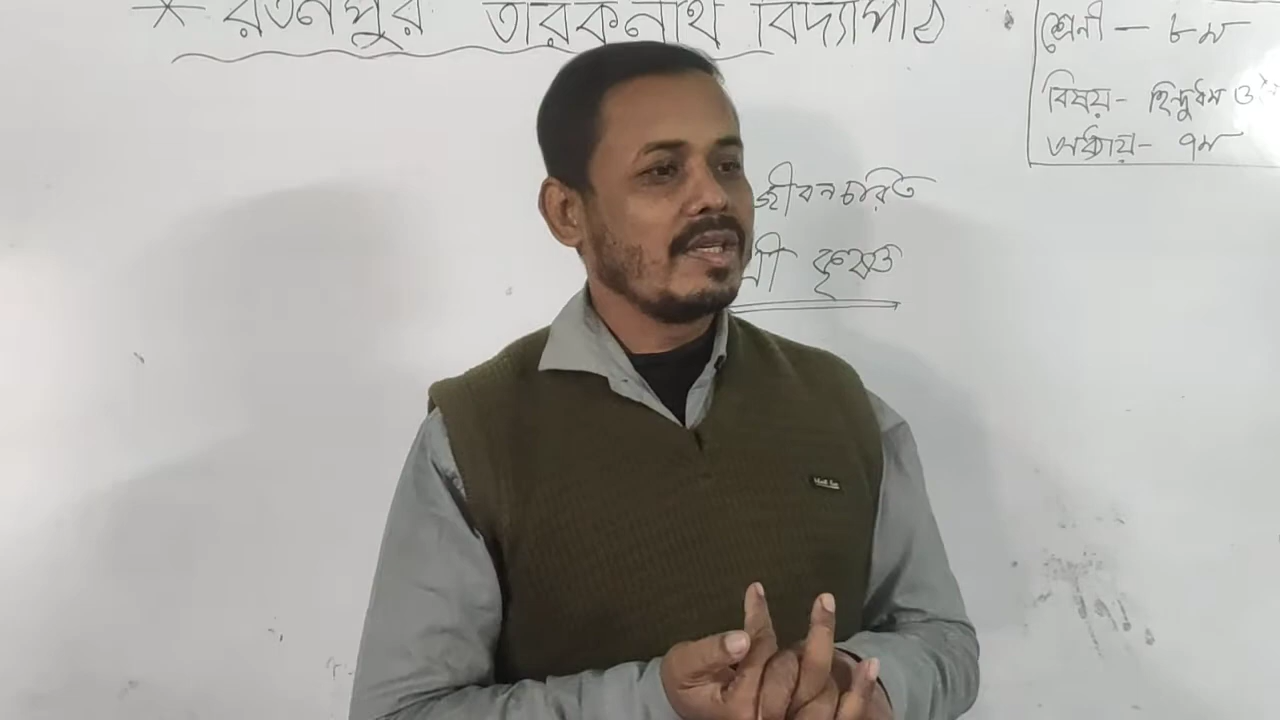 * রতনপুর তারকনাথ বিদ্যাপীঠ
শ্রেনী - ৮ম
বিষয় - হিন্দুধর্ম ও
অধ্যায় - ৭ম
জীবনচরিত
শ্রী কৃষ্ণ